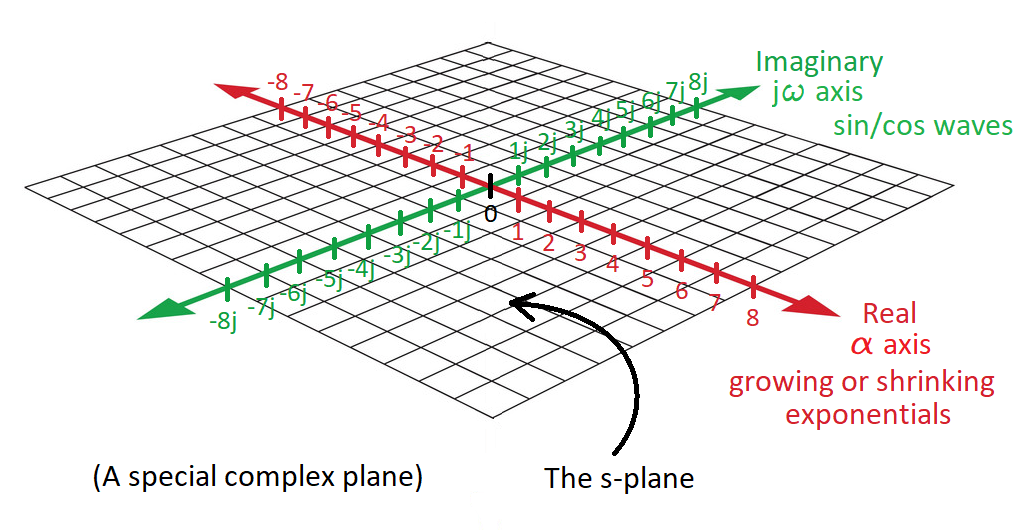 Imaginary
jω axis
sin/cos waves
-8
-7
-6
-5
-4
-3
-2
-1
8j
7j
6j
5j
4j
3j
2j
1j
0
-1j
-2j
-3j
-4j
-5j
-6j
-7j
-8j
1
2
3
4
5
6
7
8
Real
α axis
growing or shrinking
exponentials
(A special complex plane)
The s-plane